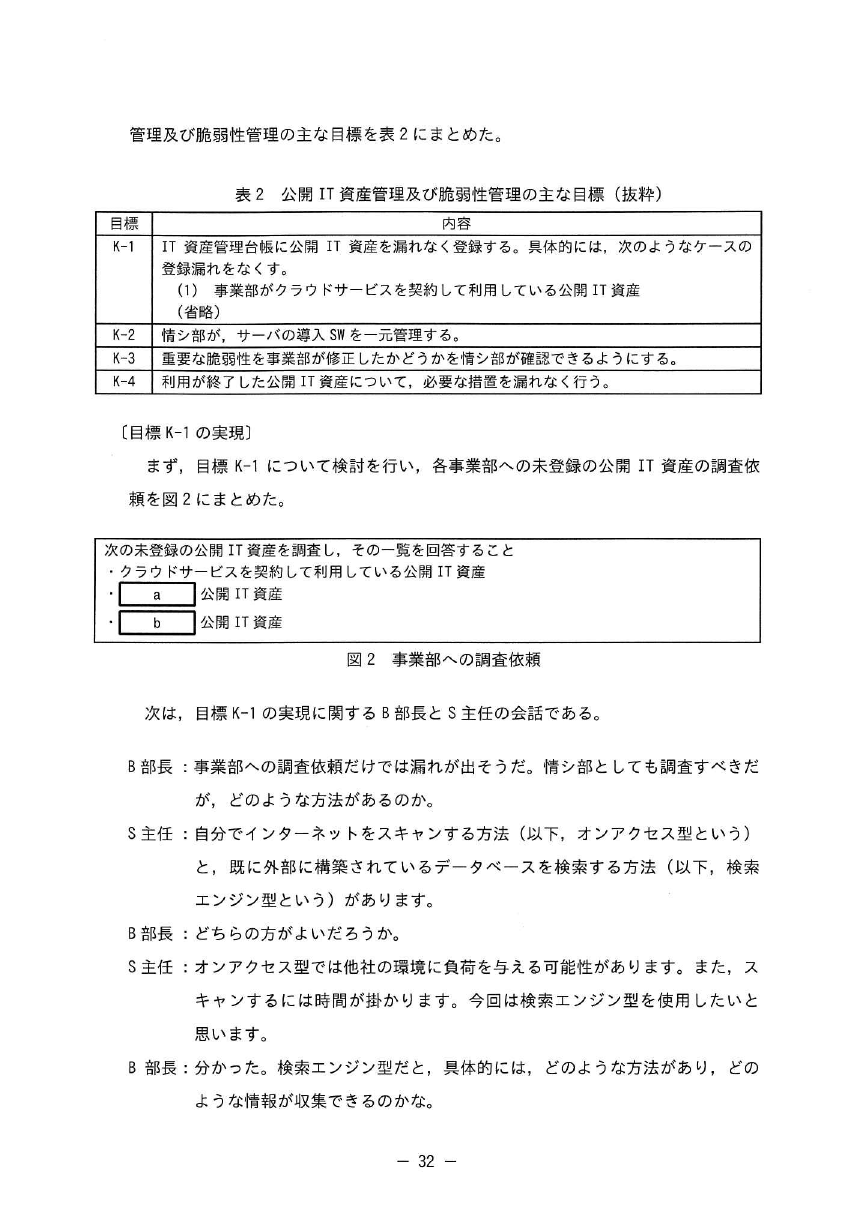 管理及び脆弱性管理の主な目標を表2にまとめた。
表2　公開IT資産管理及び脆弱性管理の主な目標（抜粋）
目標　内容
K-1　IT 資産管理台帳に公開 IT 資産を漏れなく登録する。具体的には，次のようなケースの
登録漏れをなくす。
(1)　事業部がクラウドサービスを契約して利用している公開IT資産
（省略）
K-2　情シ部が，サーバの導入SWを一元管理する。
K-3　重要な脆弱性を事業部が修正したかどうかを情シ部が確認できるようにする。
K-4　利用が終了した公開IT資産について，必要な措置を漏れなく行う。
〔目標K-1の実現〕
まず，目標 K-1 について検討を行い，各事業部への未登録の公開 IT 資産の調査依
頼を図2にまとめた。
次の未登録の公開IT資産を調査し，その一覧を回答すること
・クラウドサービスを契約して利用している公開IT資産
・ a 公開IT資産
・ b 公開IT資産
図2　事業部への調査依頼
次は，目標K-1の実現に関するB部長とS主任の会話である。
B部長：事業部への調査依頼だけでは漏れが出そうだ。情シ部としても調査すべきだ
が，どのような方法があるのか。
S主任：自分でインターネットをスキャンする方法（以下，オンアクセス型という）
と，既に外部に構築されているデータベースを検索する方法（以下，検索
エンジン型という）があります。
B部長：どちらの方がよいだろうか。
S主任：オンアクセス型では他社の環境に負荷を与える可能性があります。また，ス
キャンするには時間が掛かります。今回は検索エンジン型を使用したいと
思います。
B 部長：分かった。検索エンジン型だと，具体的には，どのような方法があり，どの
ような情報が収集できるのかな。
－ 32 －